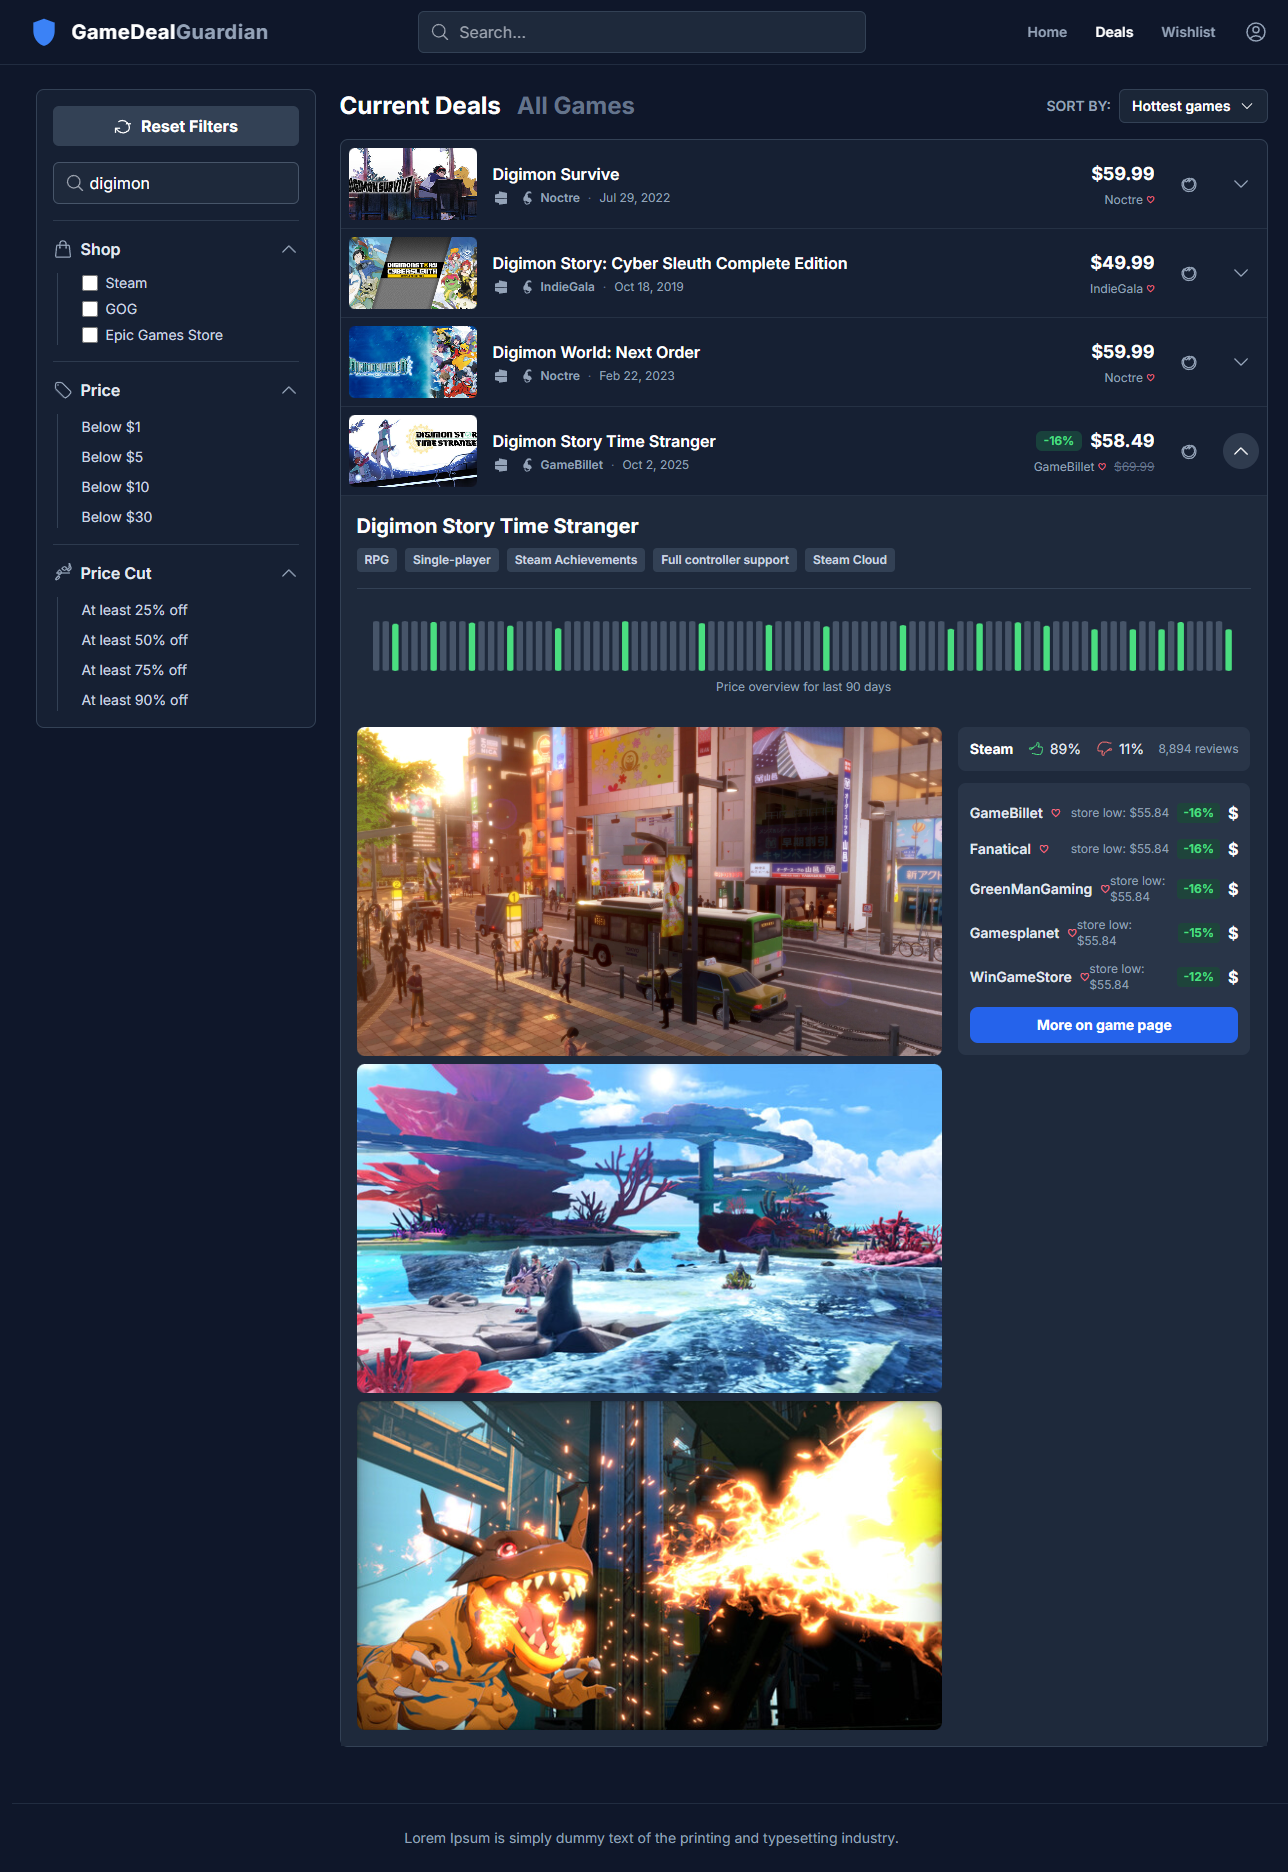 GameDealGuardian
Search...
Home
Deals
Wishlist
Reset Filters
digimon
Shop
Steam
GOG
Epic Games Store
Price
Below $1
Below $5
Below $10
Below $30
Price Cut
At least 25% off
At least 50% off
At least 75% off
At least 90% off
Current Deals All Games
SORT BY: Hottest games
DIGIMON SURVIVE
Digimon Survive
Noctre · Jul 29, 2022
$59.99
Noctre
Digimon Story: Cyber Sleuth Complete Edition
IndieGala · Oct 18, 2019
$49.99
IndieGala
Digimon World: Next Order
Noctre · Feb 22, 2023
$59.99
Noctre
Digimon Story Time Stranger
GameBillet · Oct 2, 2025
-16% $58.49
GameBillet $69.99
Digimon Story Time Stranger
RPG
Single-player
Steam Achievements
Full controller support
Steam Cloud
Price overview for last 90 days
Steam 89% 11% 8,894 reviews
GameBillet store low: $55.84 -16% $
Fanatical store low: $55.84 -16% $
GreenManGaming store low: $55.84 -16% $
Gamesplanet store low: $55.84 -15% $
WinGameStore store low: $55.84 -12% $
More on game page
Lorem Ipsum is simply dummy text of the printing and typesetting industry.